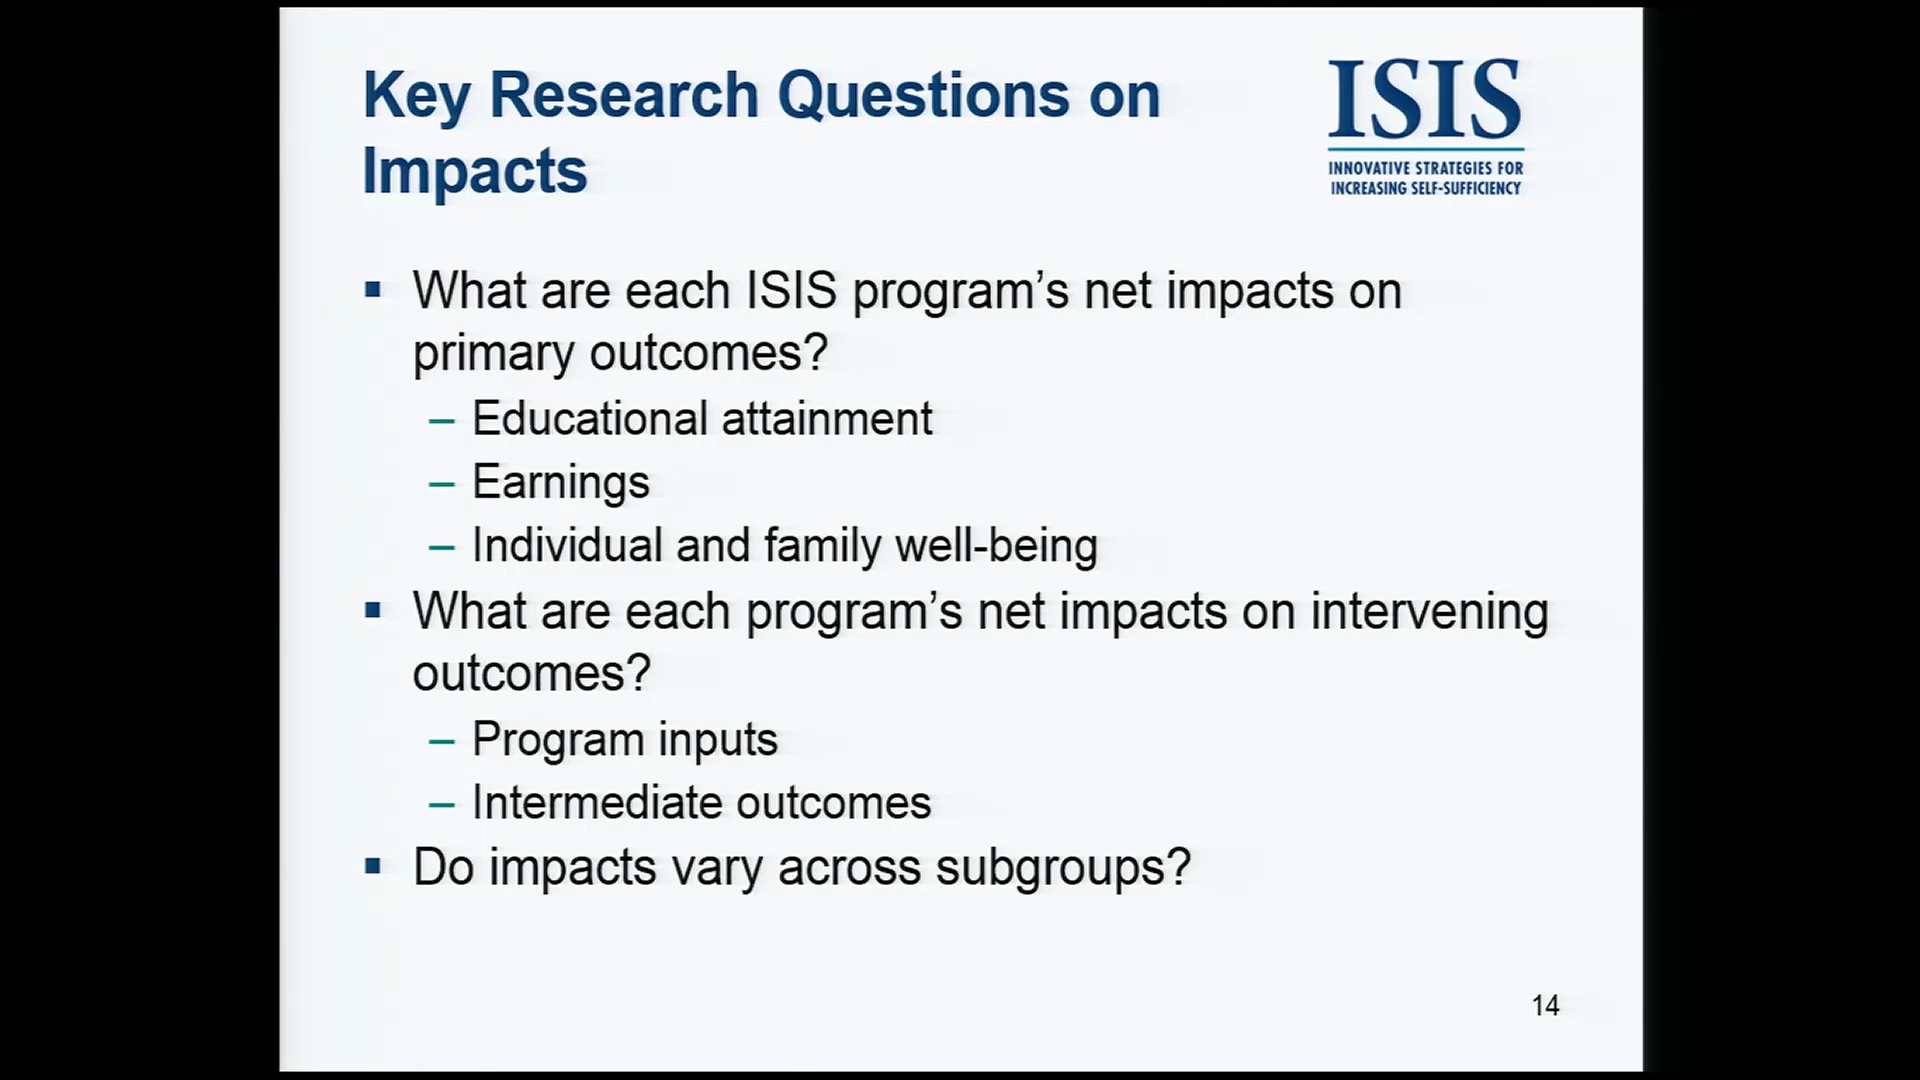 Key Research Questions on
Impacts
ISIS
INNOVATIVE STRATEGIES FOR
INCREASING SELF-SUFFICIENCY
▪ What are each ISIS program’s net impacts on
primary outcomes?
– Educational attainment
– Earnings
– Individual and family well-being
▪ What are each program’s net impacts on intervening
outcomes?
– Program inputs
– Intermediate outcomes
▪ Do impacts vary across subgroups?
14